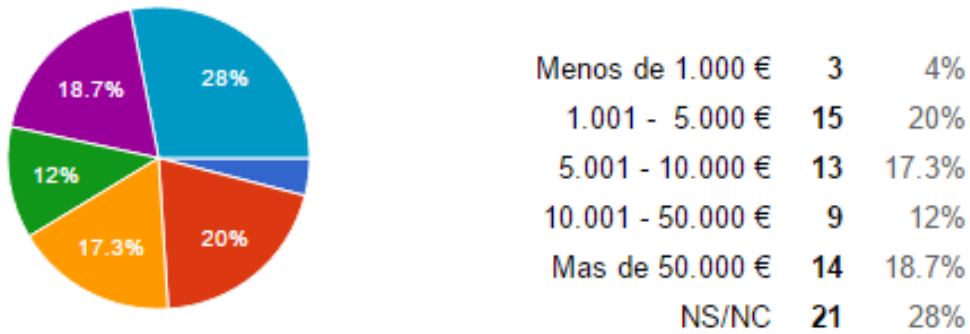 28%
18.7%
12%
17.3%
20%
Menos de 1.000 € 3 4%
1.001 - 5.000 € 15 20%
5.001 - 10.000 € 13 17.3%
10.001 - 50.000 € 9 12%
Mas de 50.000 € 14 18.7%
NS/NC 21 28%